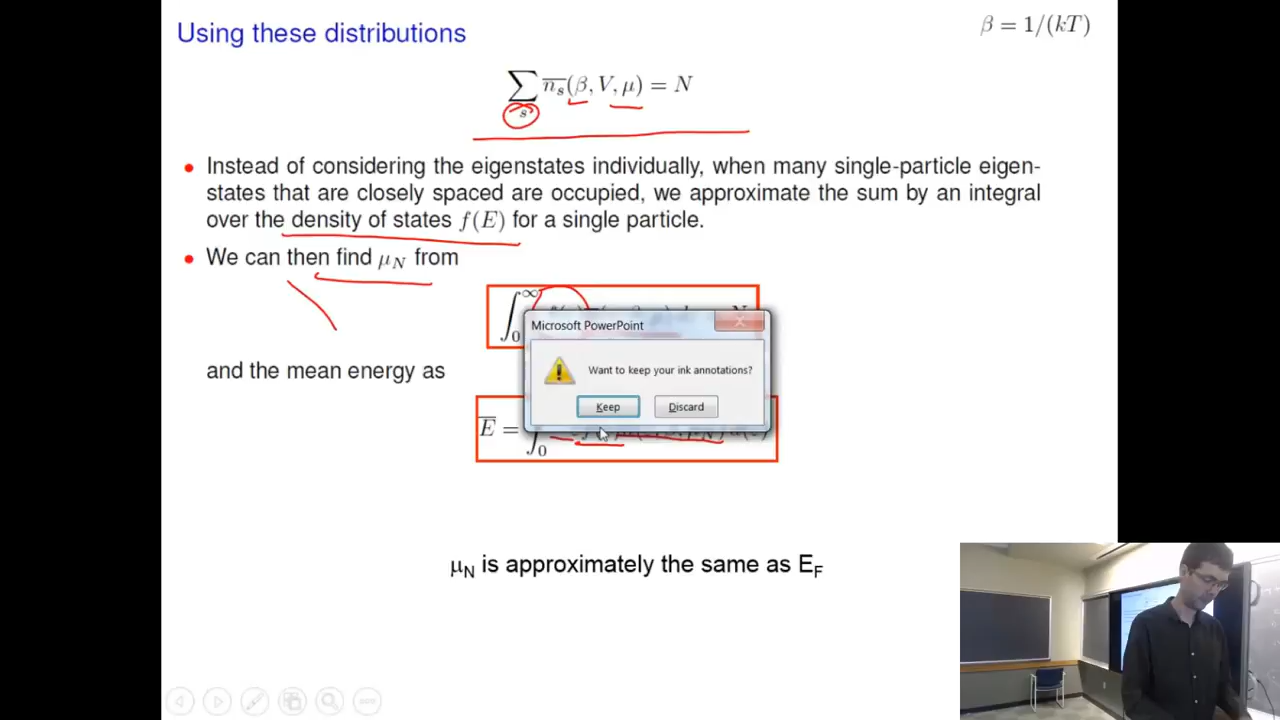 Using these distributions
β = 1/(kT)
∑ₛ n̅ₛ(β, V, μ) = N
Instead of considering the eigenstates individually, when many single-particle eigen-
states that are closely spaced are occupied, we approximate the sum by an integral
over the density of states f(E) for a single particle.
We can then find μ_N from
∫₀^∞
Microsoft PowerPoint
Want to keep your ink annotations?
and the mean energy as
Keep
Discard
E̅ = ∫₀
μ_N is approximately the same as E_F